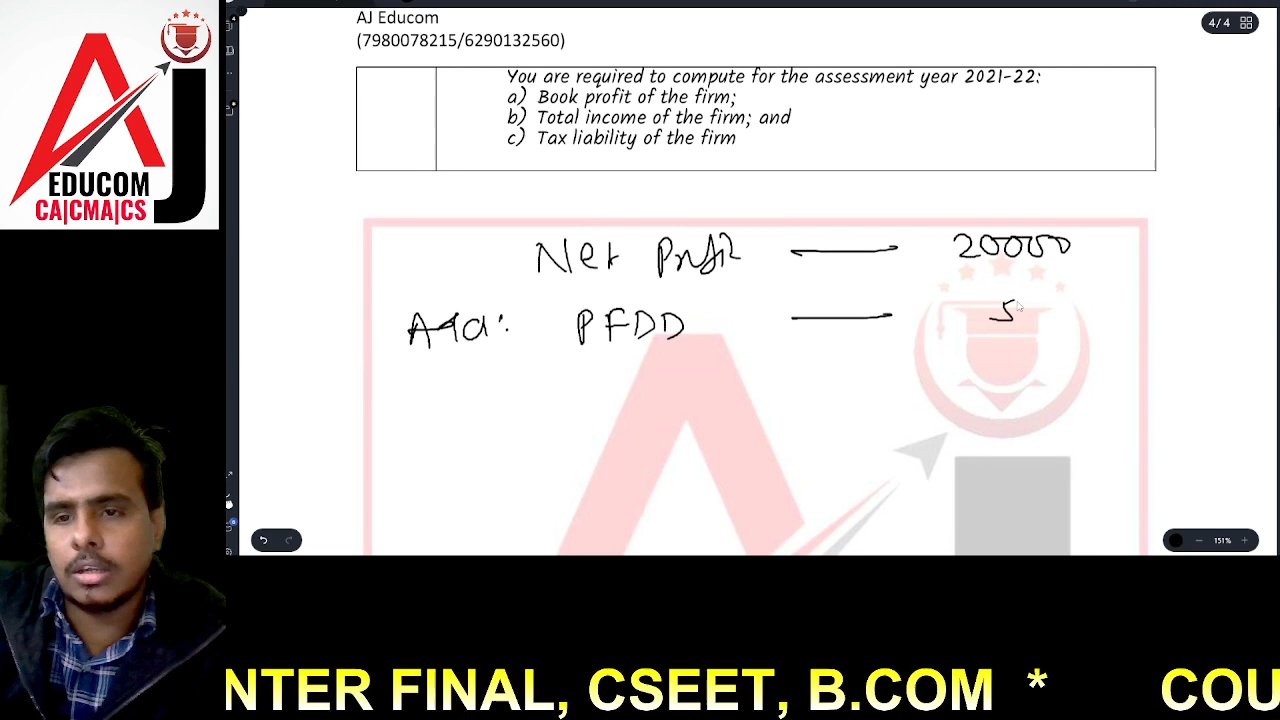 AJ Educom
(7980078215/6290132560)
4/4
You are required to compute for the assessment year 2021-22:
a) Book profit of the firm;
b) Total income of the firm; and
c) Tax liability of the firm
AJ
EDUCOM
CA|CMA|CS
Net Profit — 20000
Add: PFDD — 5
151%
NTER FINAL, CSEET, B.COM * COU